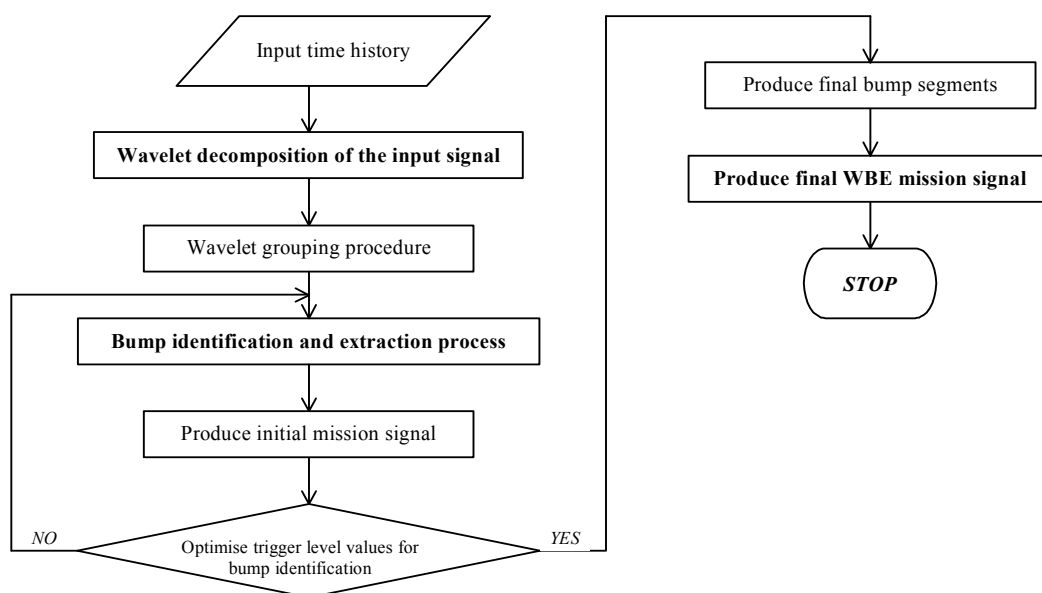 Input time history
Wavelet decomposition of the input signal
Wavelet grouping procedure
Bump identification and extraction process
Produce initial mission signal
NO
Optimise trigger level values for
bump identification
YES
Produce final bump segments
Produce final WBE mission signal
STOP